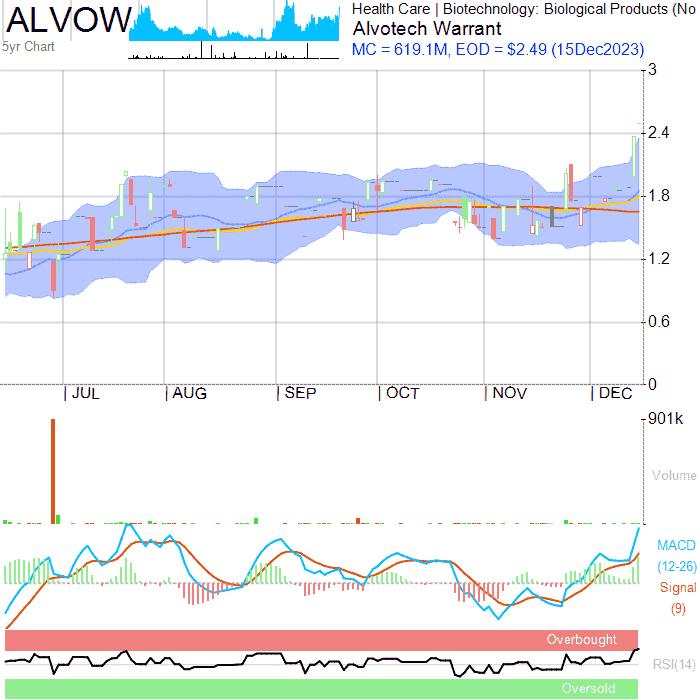 ALVOW
5yr Chart
Health Care | Biotechnology: Biological Products (No
Alvotech Warrant
MC = 619.1M, EOD = $2.49 (15Dec2023)
3
2.4
1.8
1.2
0.6
0
JUL
AUG
SEP
OCT
NOV
DEC
901k
Volume
MACD
(12-26)
Signal
(9)
Overbought
RSI(14)
Oversold